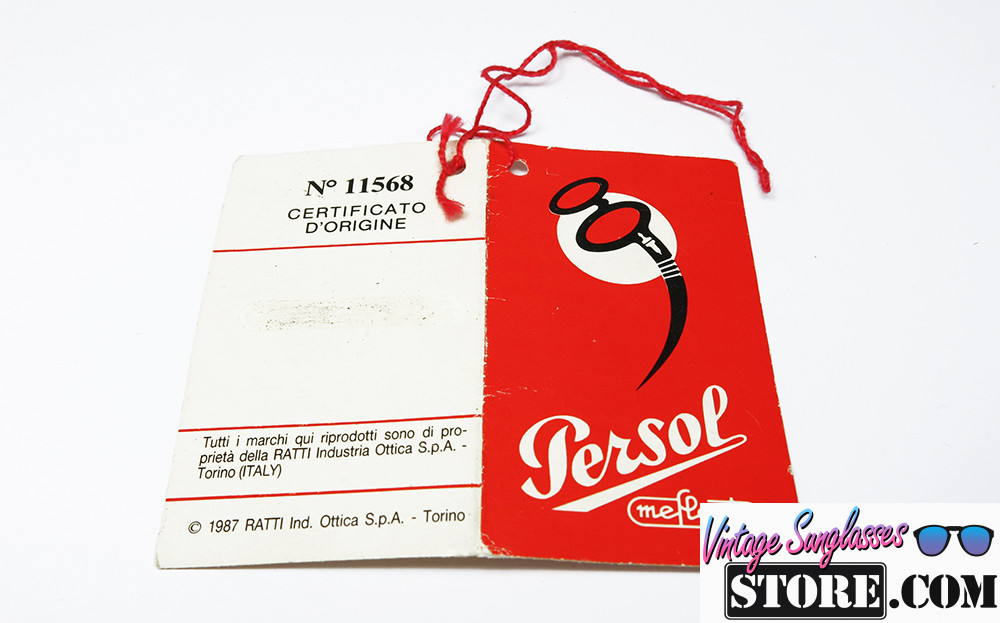 Nº 11568
CERTIFICATO
D'ORIGINE
Tutti i marchi qui riprodotti sono di pro-
prietà della RATTI Industria Ottica S.p.A. -
Torino (ITALY)
© 1987 RATTI Ind. Ottica S.p.A. - Torino
Persol
Vintage Sunglasses
STORE.COM